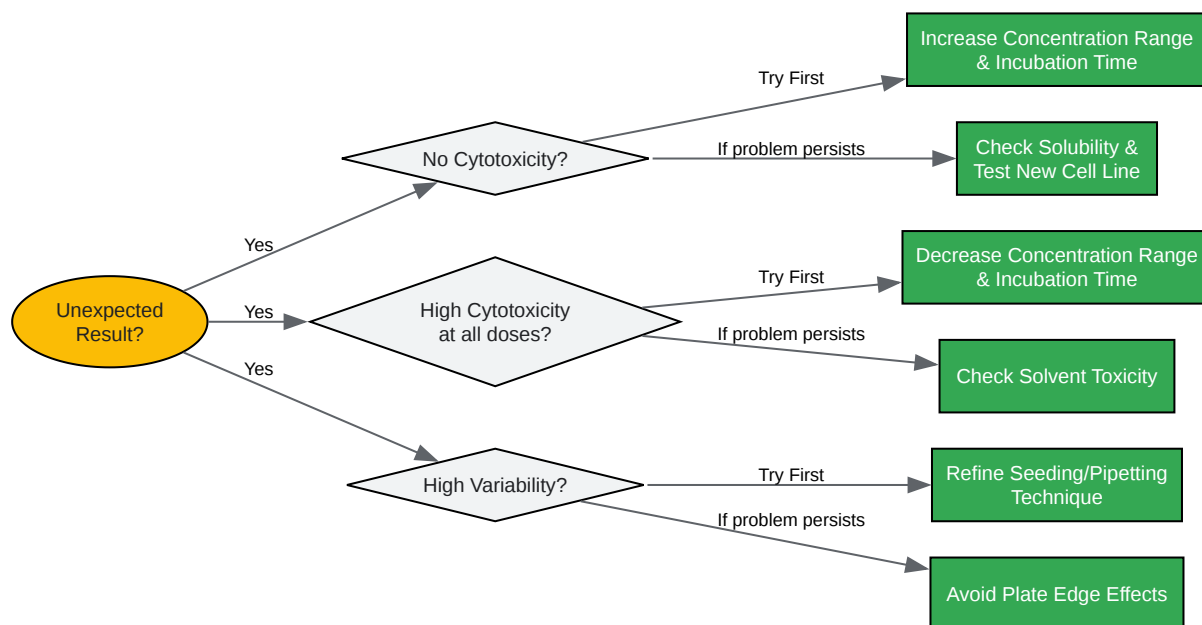 Increase Concentration Range
& Incubation Time
Try First
No Cytotoxicity?
If problem persists
Check Solubility &
Test New Cell Line
Yes
Unexpected
Result?
Yes
High Cytotoxicity
at all doses?
Try First
Decrease Concentration Range
& Incubation Time
If problem persists
Check Solvent Toxicity
Yes
High Variability?
Try First
Refine Seeding/Pipetting
Technique
If problem persists
Avoid Plate Edge Effects